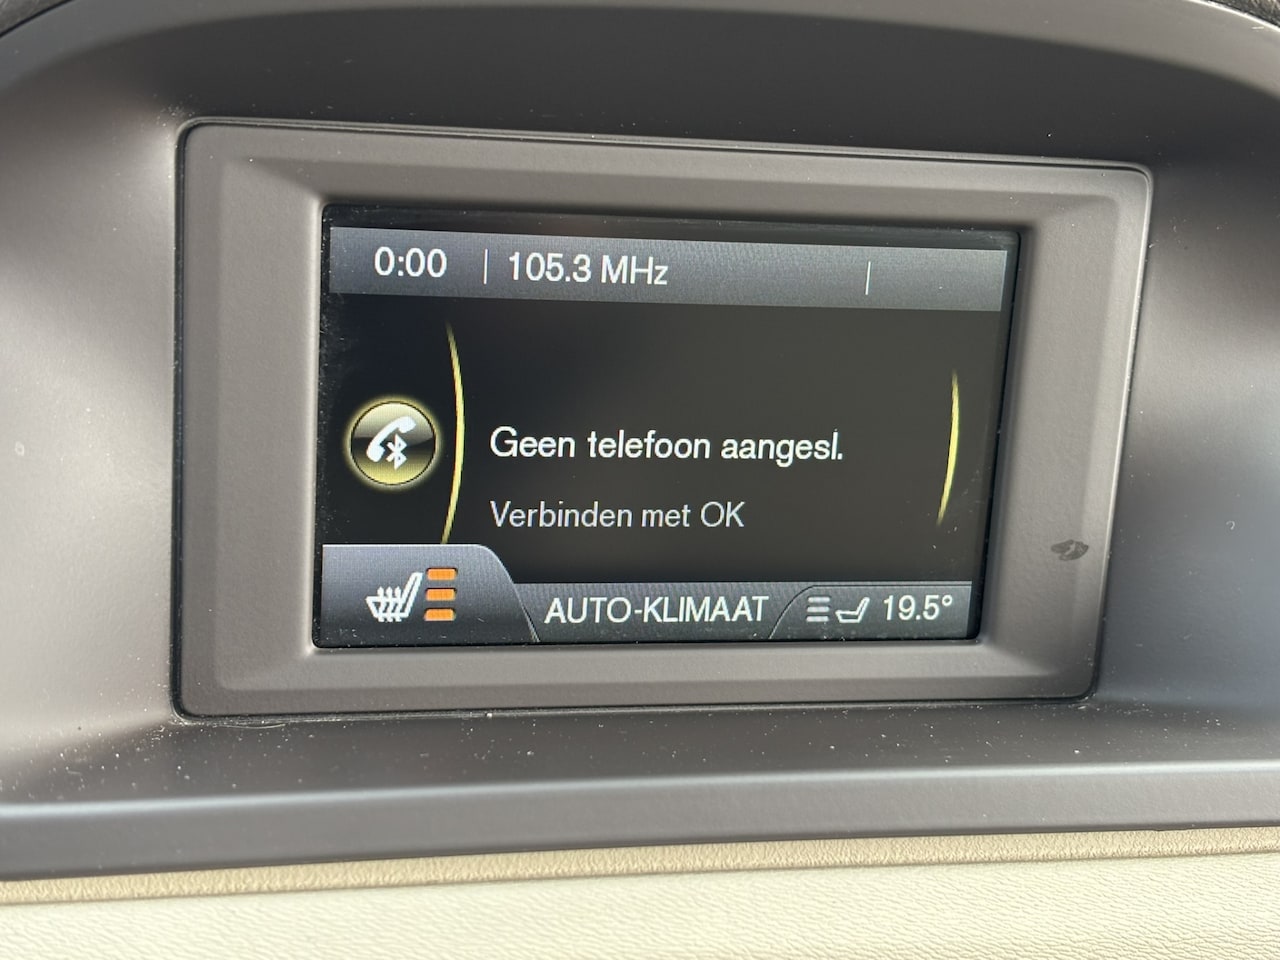 0:00 105.3 MHz
Geen telefoon aangesl.
Verbinden met OK
AUTO-KLIMAAT 19.5°